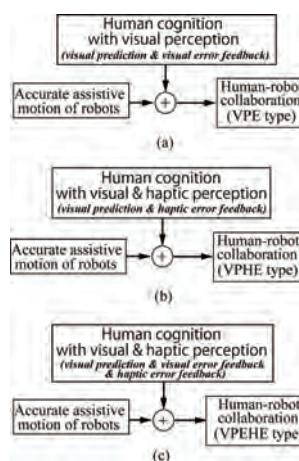 Human cognition
with visual perception
(visual prediction & visual error feedback)
Accurate assistive
motion of robots
+
Human-robot
collaboration
(VPE type)
(a)
Human cognition
with visual & haptic perception
(visual prediction & haptic error feedback)
Accurate assistive
motion of robots
+
Human-robot
collaboration
(VPHE type)
(b)
Human cognition
with visual & haptic perception
(visual prediction & visual error feedback
& haptic error feedback)
Accurate assistive
motion of robots
+
Human-robot
collaboration
(VPEHE type)
(c)